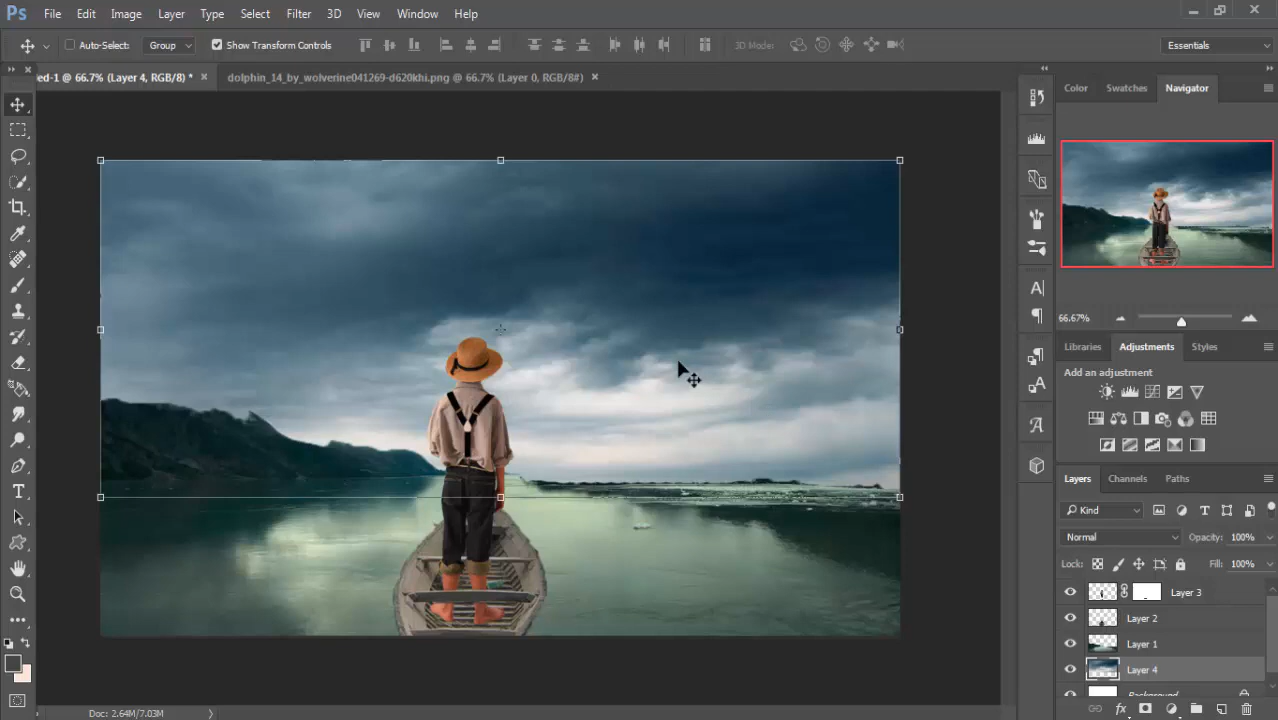 Ps File Edit Image Layer Type Select Filter 3D View Window Help
Auto-Select: Group Show Transform Controls 3D Mode: Essentials
ed-1 @ 66.7% (Layer 4, RGB/8) * × dolphin_14_by_wolverine041269-d620khi.png @ 66.7% (Layer 0, RGB/8#) ×
Color Swatches Navigator
66.67%
Libraries Adjustments Styles
Add an adjustment
Layers Channels Paths
Kind
Normal Opacity: 100%
Lock: Fill: 100%
Layer 3
Layer 2
Layer 1
Layer 4
Background
Doc: 2.64M/7.03M